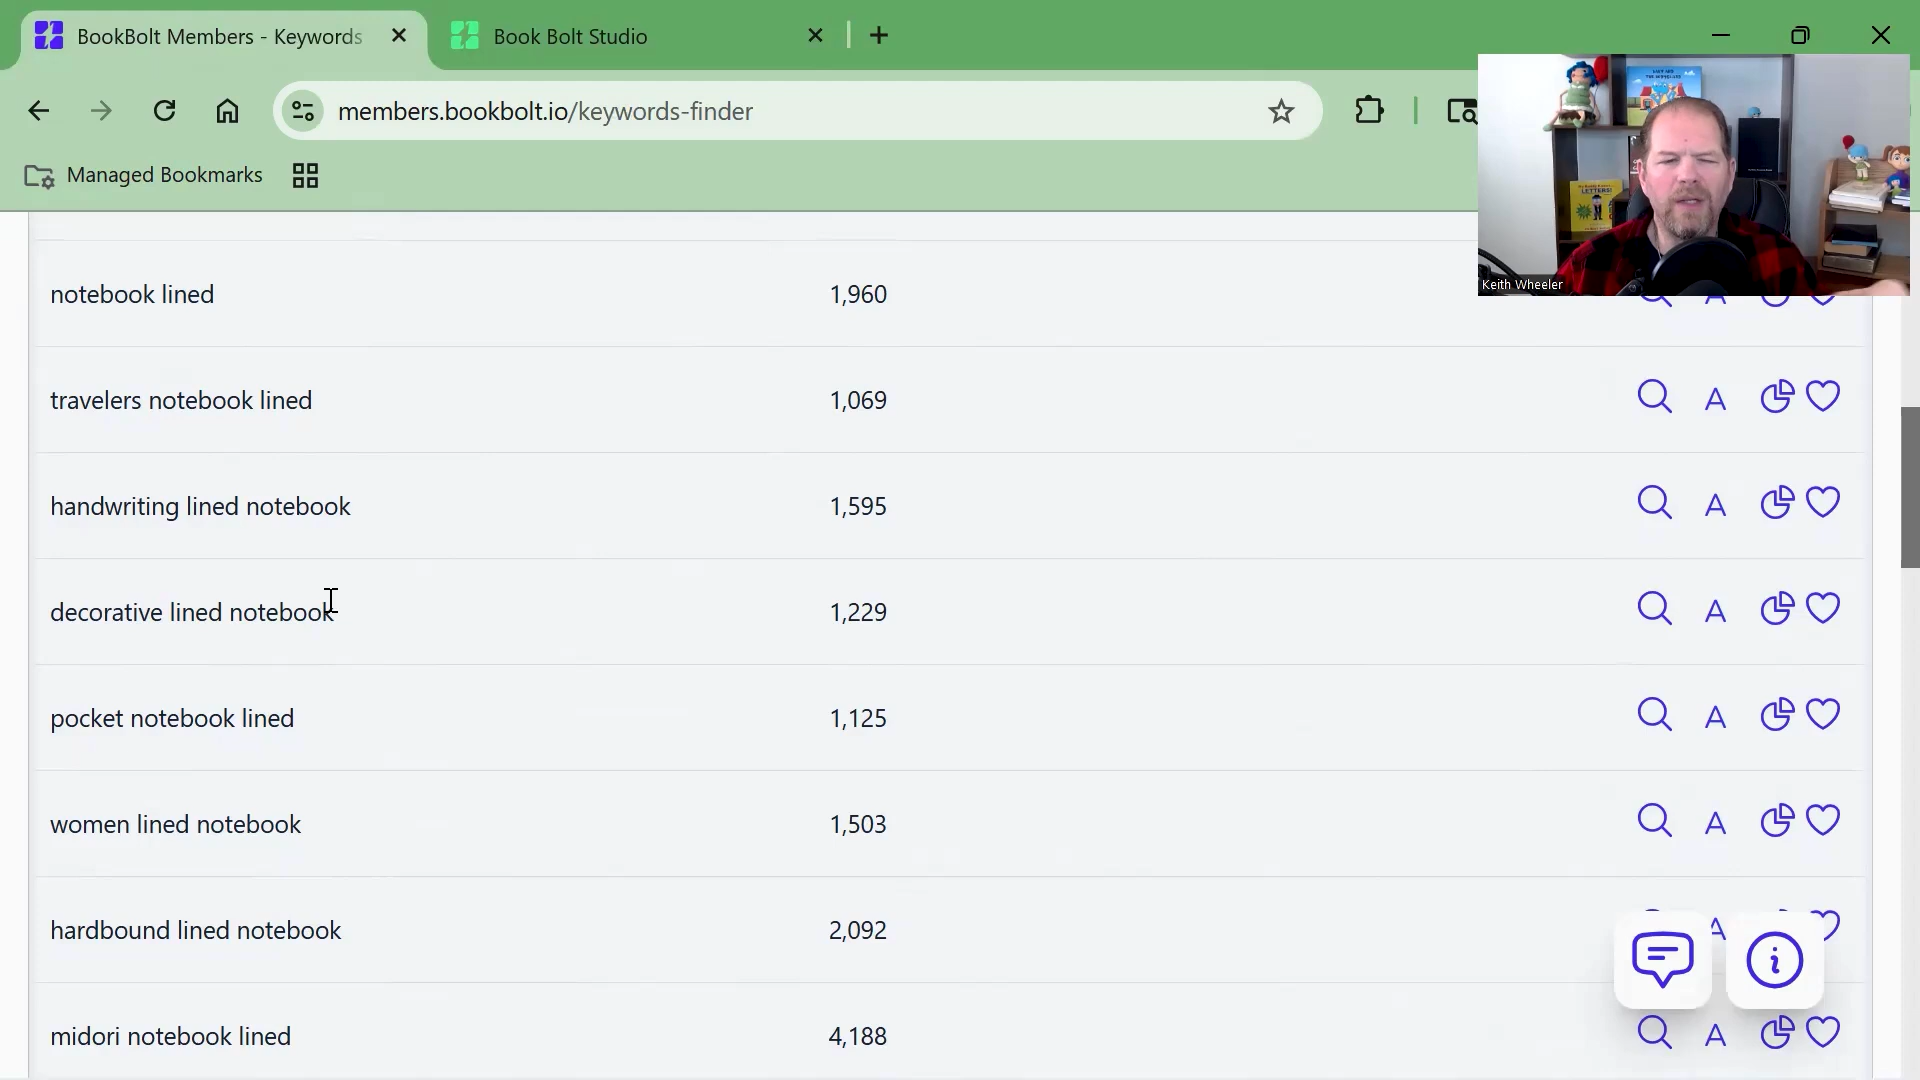 BookBolt Members - Keywords
Book Bolt Studio
members.bookbolt.io/keywords-finder
Managed Bookmarks
LETTERS!
Keith Wheeler
notebook lined 1,960
travelers notebook lined 1,069
A
handwriting lined notebook 1,595
A
decorative lined notebook 1,229
A
pocket notebook lined 1,125
A
women lined notebook 1,503
A
hardbound lined notebook 2,092
A
midori notebook lined 4,188
A